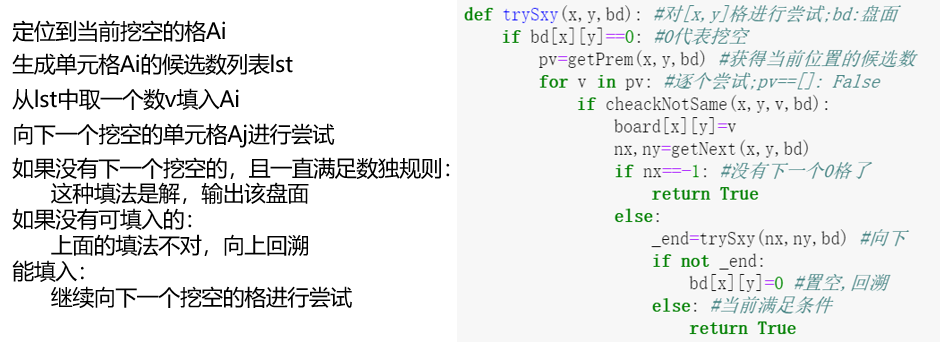 定位到当前挖空的格Ai
生成单元格Ai的候选数列表lst
从lst中取一个数v填入Ai
向下一个挖空的单元格Aj进行尝试
如果没有下一个挖空的，且一直满足数独规则：
这种填法是解，输出该盘面
如果没有可填入的：
上面的填法不对，向上回溯
能填入：
继续向下一个挖空的格进行尝试
def trySxy(x,y,bd): #对[x,y]格进行尝试;bd:盘面
if bd[x][y]==0: #0代表挖空
pv=getPrem(x,y,bd) #获得当前位置的候选数
for v in pv: #逐个尝试;pv==[]: False
if cheackNotSame(x,y,v,bd):
board[x][y]=v
nx,ny=getNext(x,y,bd)
if nx==-1: #没有下一个0格了
return True
else:
_end=trySxy(nx,ny,bd) #向下
if not _end:
bd[x][y]=0 #置空,回溯
else: #当前满足条件
return True